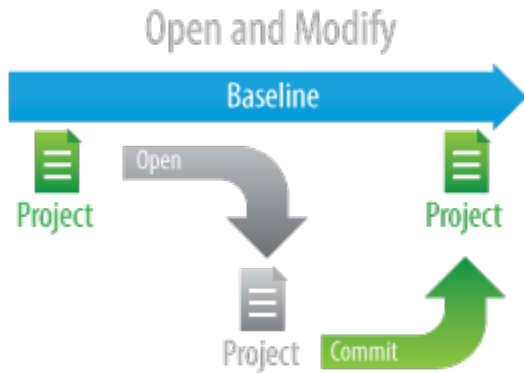 Open and Modify
Baseline
Project
Open
Project
Project
Commit